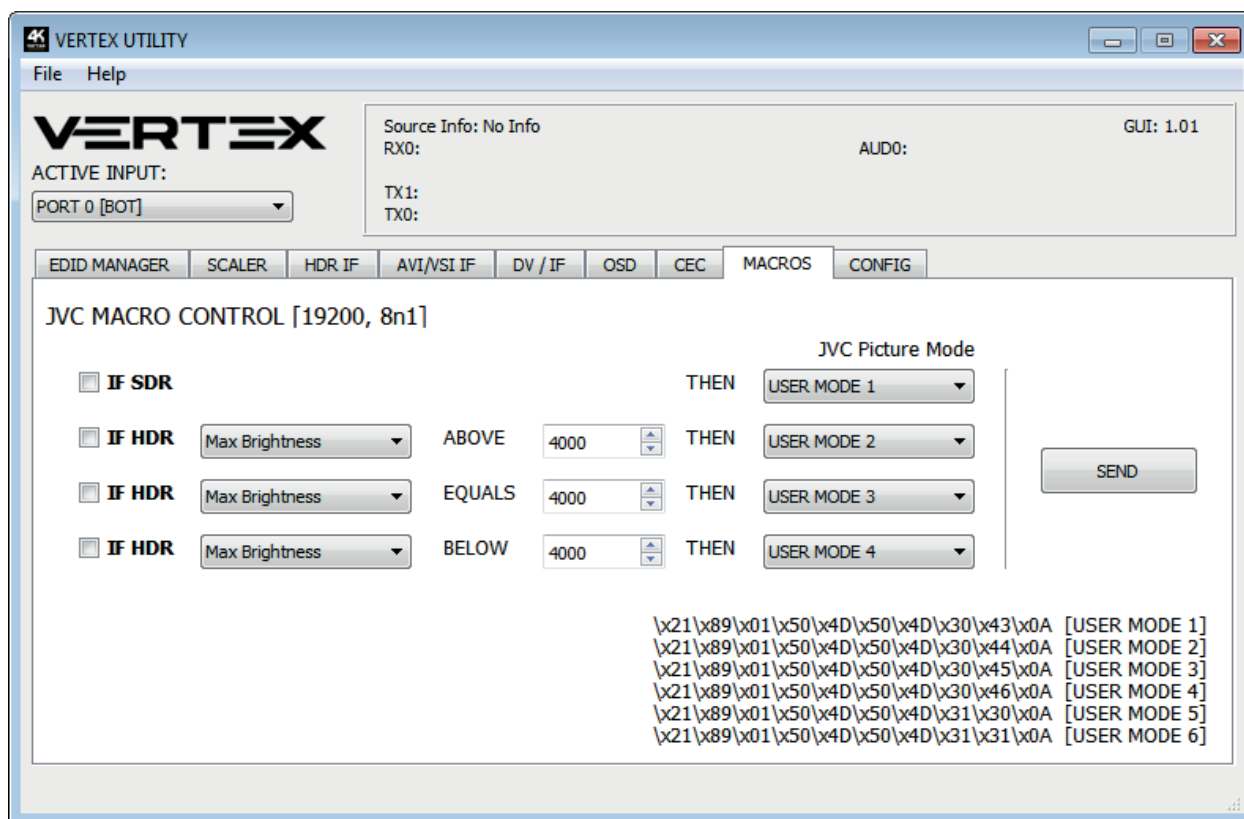 4K VERTEX UTILITY
File Help
VERTEX
Source Info: No Info
GUI: 1.01
RX0:
AUD0:
ACTIVE INPUT:
TX1:
PORT 0 [BOT]
TX0:
EDID MANAGER SCALER HDR IF AVI/VSI IF DV / IF OSD CEC MACROS CONFIG
JVC MACRO CONTROL [19200, 8n1]
JVC Picture Mode
IF SDR THEN USER MODE 1
IF HDR Max Brightness ABOVE 4000 THEN USER MODE 2
SEND
IF HDR Max Brightness EQUALS 4000 THEN USER MODE 3
IF HDR Max Brightness BELOW 4000 THEN USER MODE 4
\x21\x89\x01\x50\x4D\x50\x4D\x30\x43\x0A [USER MODE 1]
\x21\x89\x01\x50\x4D\x50\x4D\x30\x44\x0A [USER MODE 2]
\x21\x89\x01\x50\x4D\x50\x4D\x30\x45\x0A [USER MODE 3]
\x21\x89\x01\x50\x4D\x50\x4D\x30\x46\x0A [USER MODE 4]
\x21\x89\x01\x50\x4D\x50\x4D\x31\x30\x0A [USER MODE 5]
\x21\x89\x01\x50\x4D\x50\x4D\x31\x31\x0A [USER MODE 6]